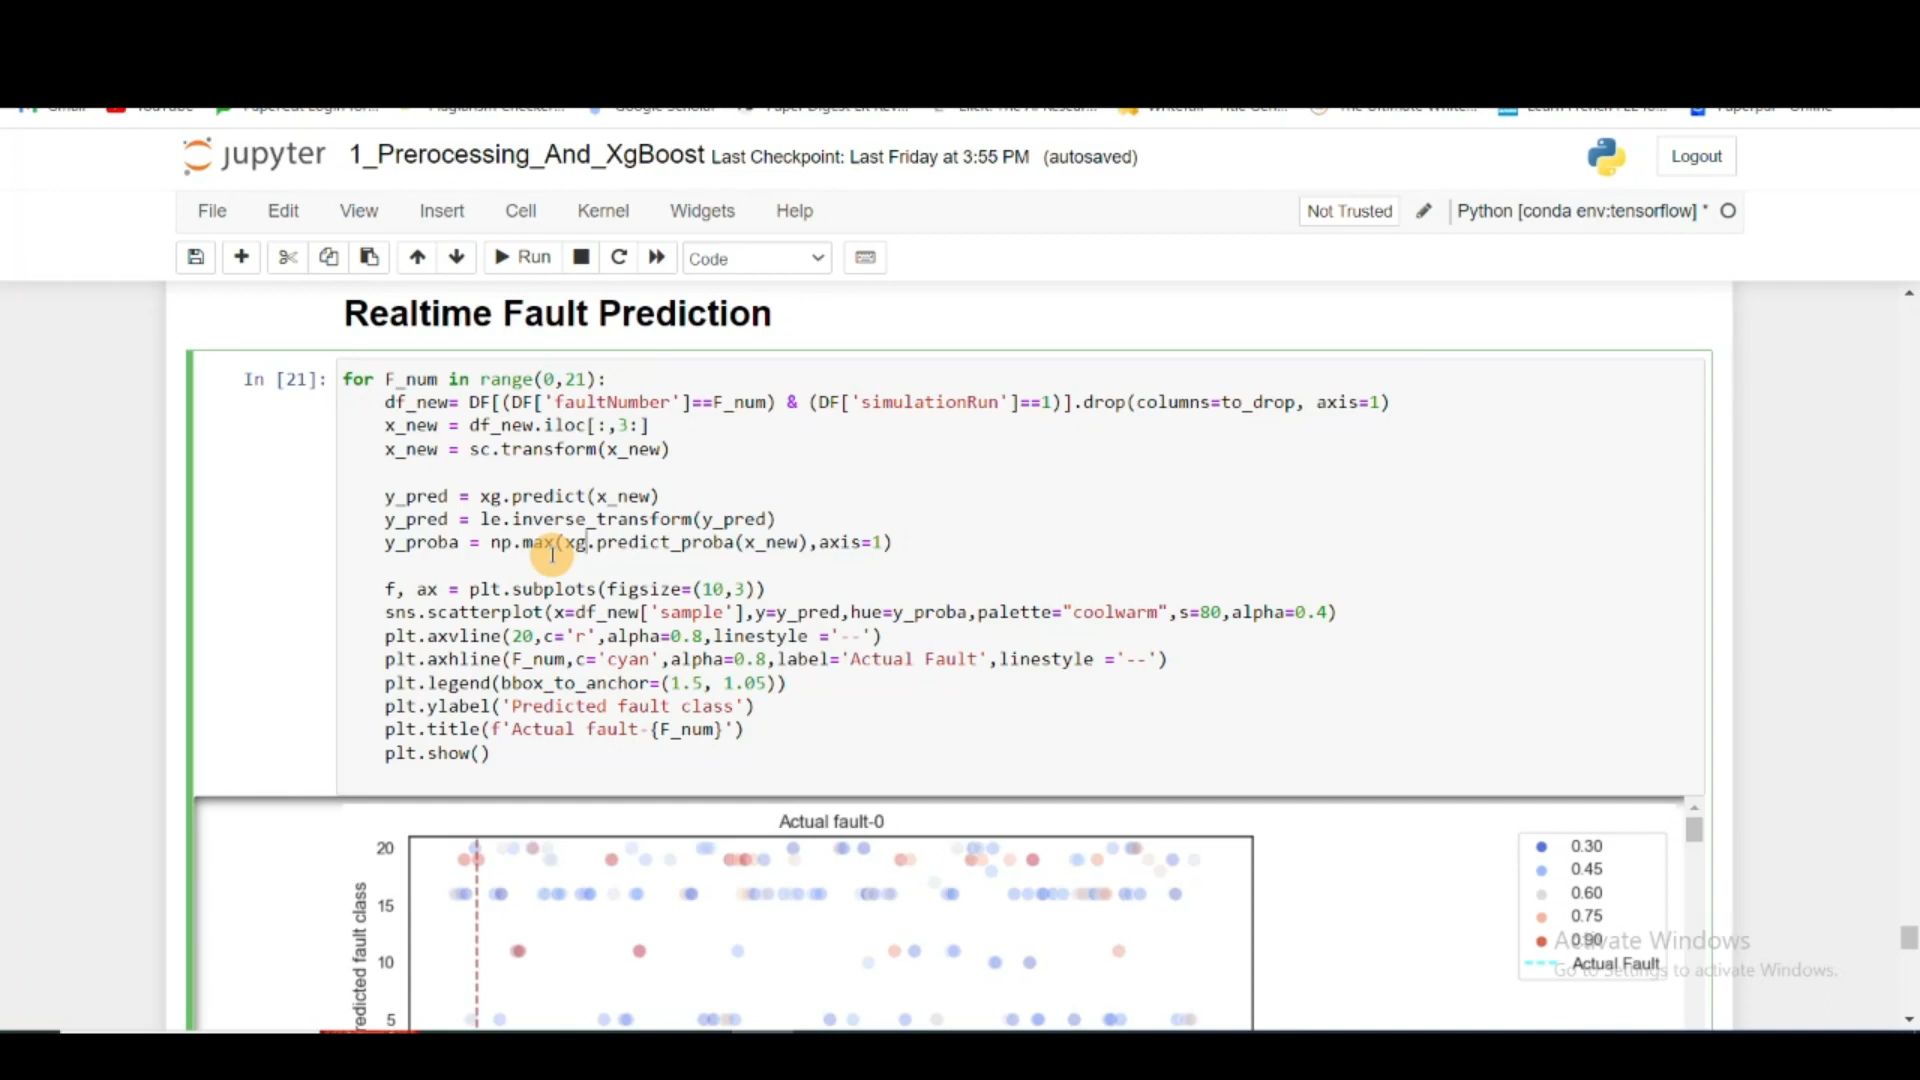 jupyter 1_Prerocessing_And_XgBoost Last Checkpoint: Last Friday at 3:55 PM (autosaved) Logout
File Edit View Insert Cell Kernel Widgets Help Not Trusted Python [conda env:tensorflow] *
Run Code
Realtime Fault Prediction
In [21]: for F_num in range(0,21):
df_new= DF[(DF['faultNumber']==F_num) & (DF['simulationRun']==1)].drop(columns=to_drop, axis=1)
x_new = df_new.iloc[:,3:]
x_new = sc.transform(x_new)
y_pred = xg.predict(x_new)
y_pred = le.inverse_transform(y_pred)
y_proba = np.max(xg.predict_proba(x_new),axis=1)
f, ax = plt.subplots(figsize=(10,3))
sns.scatterplot(x=df_new['sample'],y=y_pred,hue=y_proba,palette="coolwarm",s=80,alpha=0.4)
plt.axvline(20,c='r',alpha=0.8,linestyle ='--')
plt.axhline(F_num,c='cyan',alpha=0.8,label='Actual Fault',linestyle ='--')
plt.legend(bbox_to_anchor=(1.5, 1.05))
plt.ylabel('Predicted fault class')
plt.title(f'Actual fault-{F_num}')
plt.show()
Actual fault-0
20
15
10
5
redicted fault class
0.30
0.45
0.60
0.75
0.90
Actual Fault
Activate Windows
Go to Settings to activate Windows.